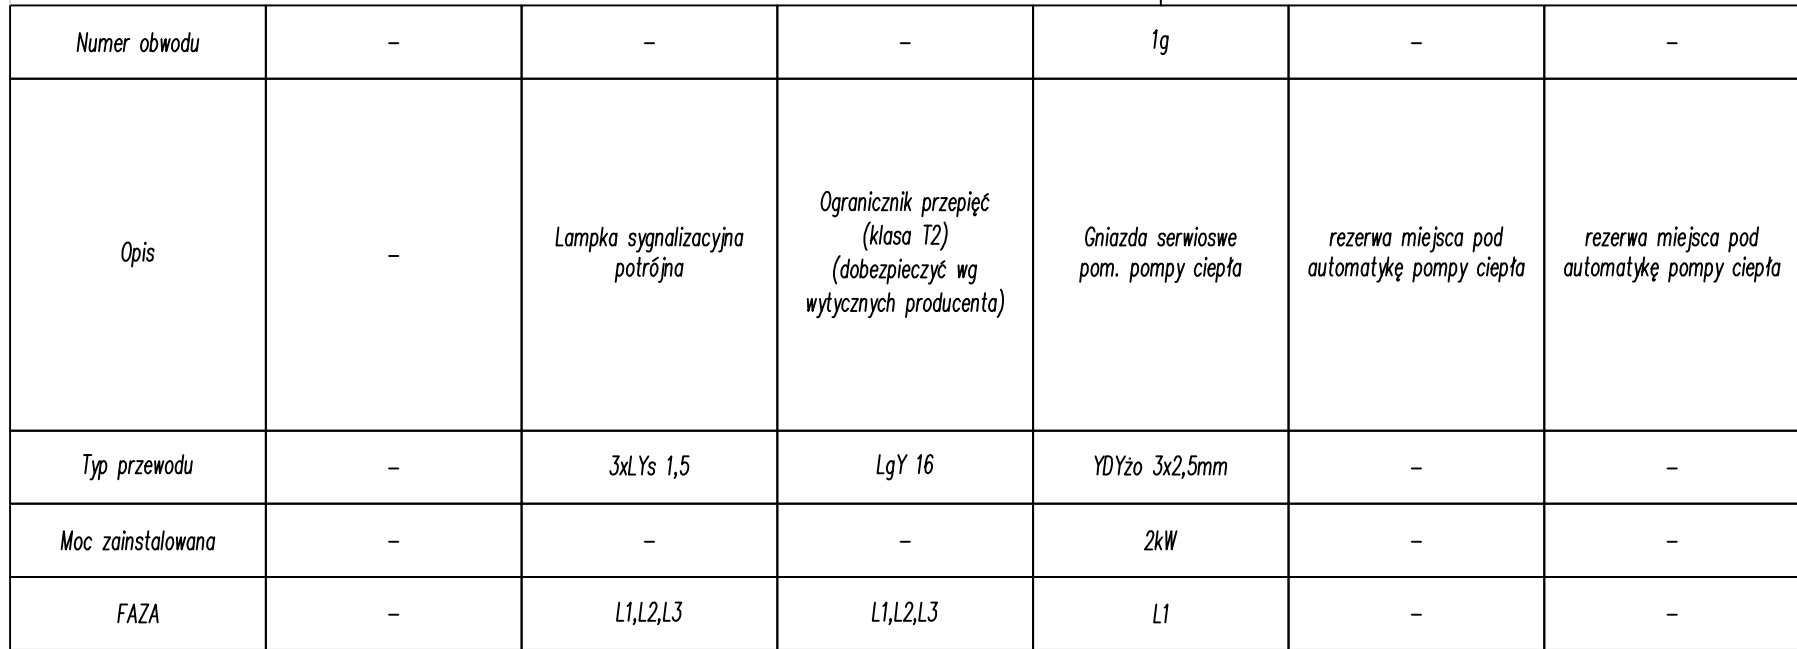 Numer obwodu – – – 1g – –
Opis
–
Lampka sygnalizacyjna
potrójna
Ogranicznik przepięć
(klasa T2)
(dobezpieczyć wg
wytycznych producenta)
Gniazda serwioswe
pom. pompy ciepła
rezerwa miejsca pod
automatykę pompy ciepła
rezerwa miejsca pod
automatykę pompy ciepła
Typ przewodu – 3xLYs 1,5 LgY 16 YDYżo 3x2,5mm – –
Moc zainstalowana – – – 2kW – –
FAZA – L1,L2,L3 L1,L2,L3 L1 – –